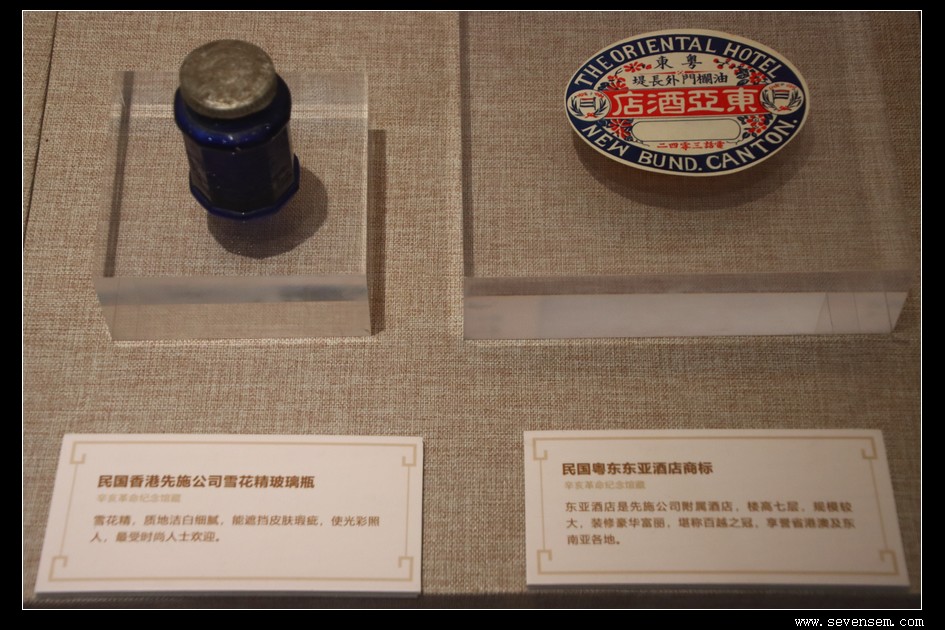 THE ORIENTAL HOTEL
東 粵
堤長外門欄油
店酒亞東
二四零三話電
NEW BUND. CANTON.
民国香港先施公司雪花精玻璃瓶
辛亥革命纪念馆藏
雪花精，质地洁白细腻，能遮挡皮肤瑕疵，使光彩照
人，最受时尚人士欢迎。
民国粤东东亚酒店商标
辛亥革命纪念馆藏
东亚酒店是先施公司附属酒店，楼高七层，规模较
大，装修豪华富丽，堪称百越之冠，享誉省港澳及东
南亚各地。
www.sevensem.com